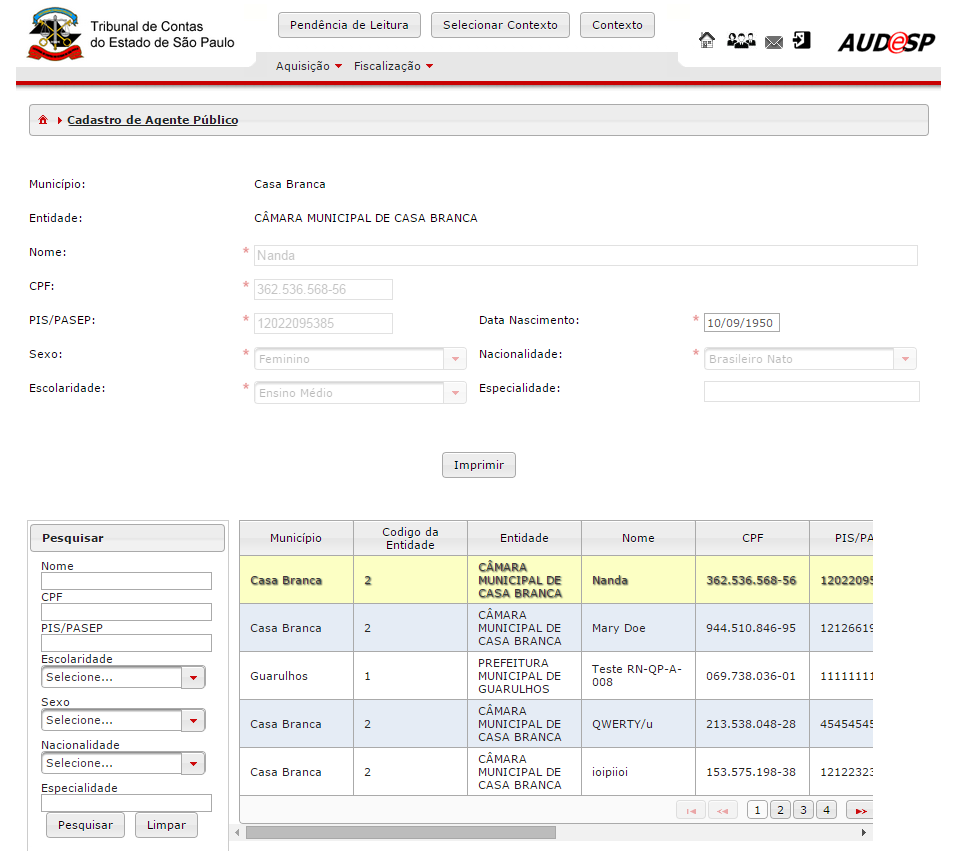 Tribunal de Contas
do Estado de São Paulo
Pendência de Leitura
Selecionar Contexto
Contexto
AUDESP
Aquisição
Fiscalização
Cadastro de Agente Público
Município:
Casa Branca
Entidade:
CÂMARA MUNICIPAL DE CASA BRANCA
Nome:
* Nanda
CPF:
* 362.536.568-56
PIS/PASEP:
* 12022095385
Data Nascimento:
* 10/09/1950
Sexo:
* Feminino
Nacionalidade:
* Brasileiro Nato
Escolaridade:
* Ensino Médio
Especialidade:
Imprimir
Pesquisar
Nome
CPF
PIS/PASEP
Escolaridade
Selecione...
Sexo
Selecione...
Nacionalidade
Selecione...
Especialidade
Pesquisar
Limpar
Município
Codigo da
Entidade
Entidade
Nome
CPF
PIS/PA
Casa Branca
2
CÂMARA
MUNICIPAL DE
CASA BRANCA
Nanda
362.536.568-56
12022095
Casa Branca
2
CÂMARA
MUNICIPAL DE
CASA BRANCA
Mary Doe
944.510.846-95
12126619
Guarulhos
1
PREFEITURA
MUNICIPAL DE
GUARULHOS
Teste RN-QP-A-
008
069.738.036-01
11111111
Casa Branca
2
CÂMARA
MUNICIPAL DE
CASA BRANCA
QWERTY/u
213.538.048-28
45454545
Casa Branca
2
CÂMARA
MUNICIPAL DE
CASA BRANCA
ioipiioi
153.575.198-38
12122323
1 2 3 4